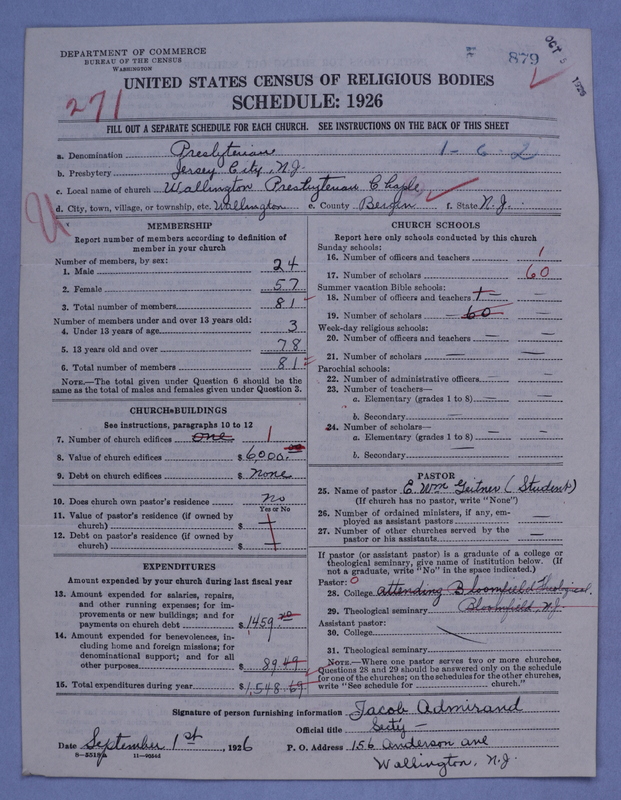 DEPARTMENT OF COMMERCE
BUREAU OF THE CENSUS
WASHINGTON
879
OCT 5 1926
271
UNITED STATES CENSUS OF RELIGIOUS BODIES
SCHEDULE: 1926
FILL OUT A SEPARATE SCHEDULE FOR EACH CHURCH. SEE INSTRUCTIONS ON THE BACK OF THIS SHEET
a. Denomination Presbyterian 1-6-2
b. Presbytery Jersey City, N.J.
c. Local name of church Wallington Presbyterian Chaple
d. City, town, village, or township, etc. Wallington e. County Bergen f. State N.J.
MEMBERSHIP
Report number of members according to definition of member in your church
Number of members, by sex:
1. Male 24
2. Female 57
3. Total number of members 81
Number of members under and over 13 years old:
4. Under 13 years of age 3
5. 13 years old and over 78
6. Total number of members 81
NOTE.—The total given under Question 6 should be the
same as the total of males and females given under Question 3.
CHURCH BUILDINGS
See instructions, paragraphs 10 to 12
7. Number of church edifices one 1
8. Value of church edifices $ 6,000.00
9. Debt on church edifices $ None
10. Does church own pastor's residence no
Yes or No
11. Value of pastor's residence (if owned by
church) $
12. Debt on pastor's residence (if owned by
church) $
EXPENDITURES
Amount expended by your church during last fiscal year
13. Amount expended for salaries, repairs,
and other running expenses; for im-
provements or new buildings; and for
payments on church debt $ 1459.20
14. Amount expended for benevolences, in-
cluding home and foreign missions; for
denominational support; and for all
other purposes $ 89.49
15. Total expenditures during year $ 1,548.69
CHURCH SCHOOLS
Report here only schools conducted by this church
Sunday schools:
16. Number of officers and teachers 1
17. Number of scholars 60
Summer vacation Bible schools:
18. Number of officers and teachers 1 —
19. Number of scholars 60 —
Week-day religious schools:
20. Number of officers and teachers — —
21. Number of scholars — —
Parochial schools:
22. Number of administrative officers — —
23. Number of teachers—
a. Elementary (grades 1 to 8) — —
b. Secondary — —
24. Number of scholars—
a. Elementary (grades 1 to 8) — —
b. Secondary — —
PASTOR
25. Name of pastor E. Wm Geitner (Student)
(If church has no pastor, write "None")
26. Number of ordained ministers, if any, em-
ployed as assistant pastors —
27. Number of other churches served by the
pastor or his assistants —
If pastor (or assistant pastor) is a graduate of a college or
theological seminary, give name of institution below. (If
not a graduate, write "No" in the space indicated.)
Pastor: 0
28. College attending Bloomfield Theological
29. Theological seminary Bloomfield, N.J.
Assistant pastor:
30. College
31. Theological seminary
NOTE.—Where one pastor serves two or more churches,
Questions 28 and 29 should be answered only on the schedule
for one of the churches; on the schedules for the other churches,
write "See schedule for church."
Signature of person furnishing information Jacob Admirand
Official title Secty —
Date September 1st, 1926 P. O. Address 156 Anderson ave
8—5518a 11—90564
Wallington, N.J.